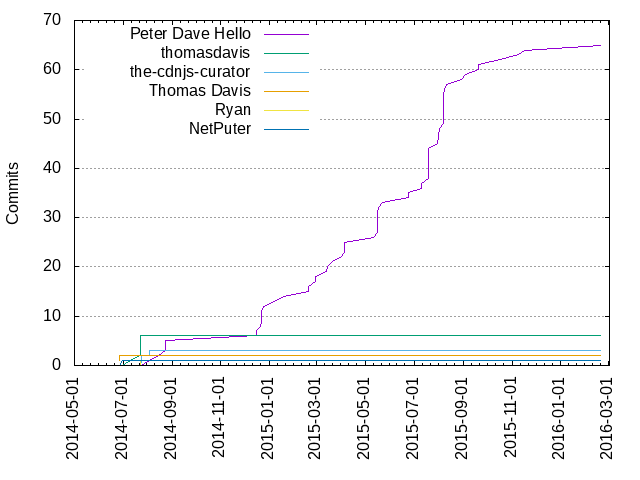 70
60
50
40
30
20
10
0
Commits
Peter Dave Hello
thomasdavis
the-cdnjs-curator
Thomas Davis
Ryan
NetPuter
2014-05-01
2014-07-01
2014-09-01
2014-11-01
2015-01-01
2015-03-01
2015-05-01
2015-07-01
2015-09-01
2015-11-01
2016-01-01
2016-03-01